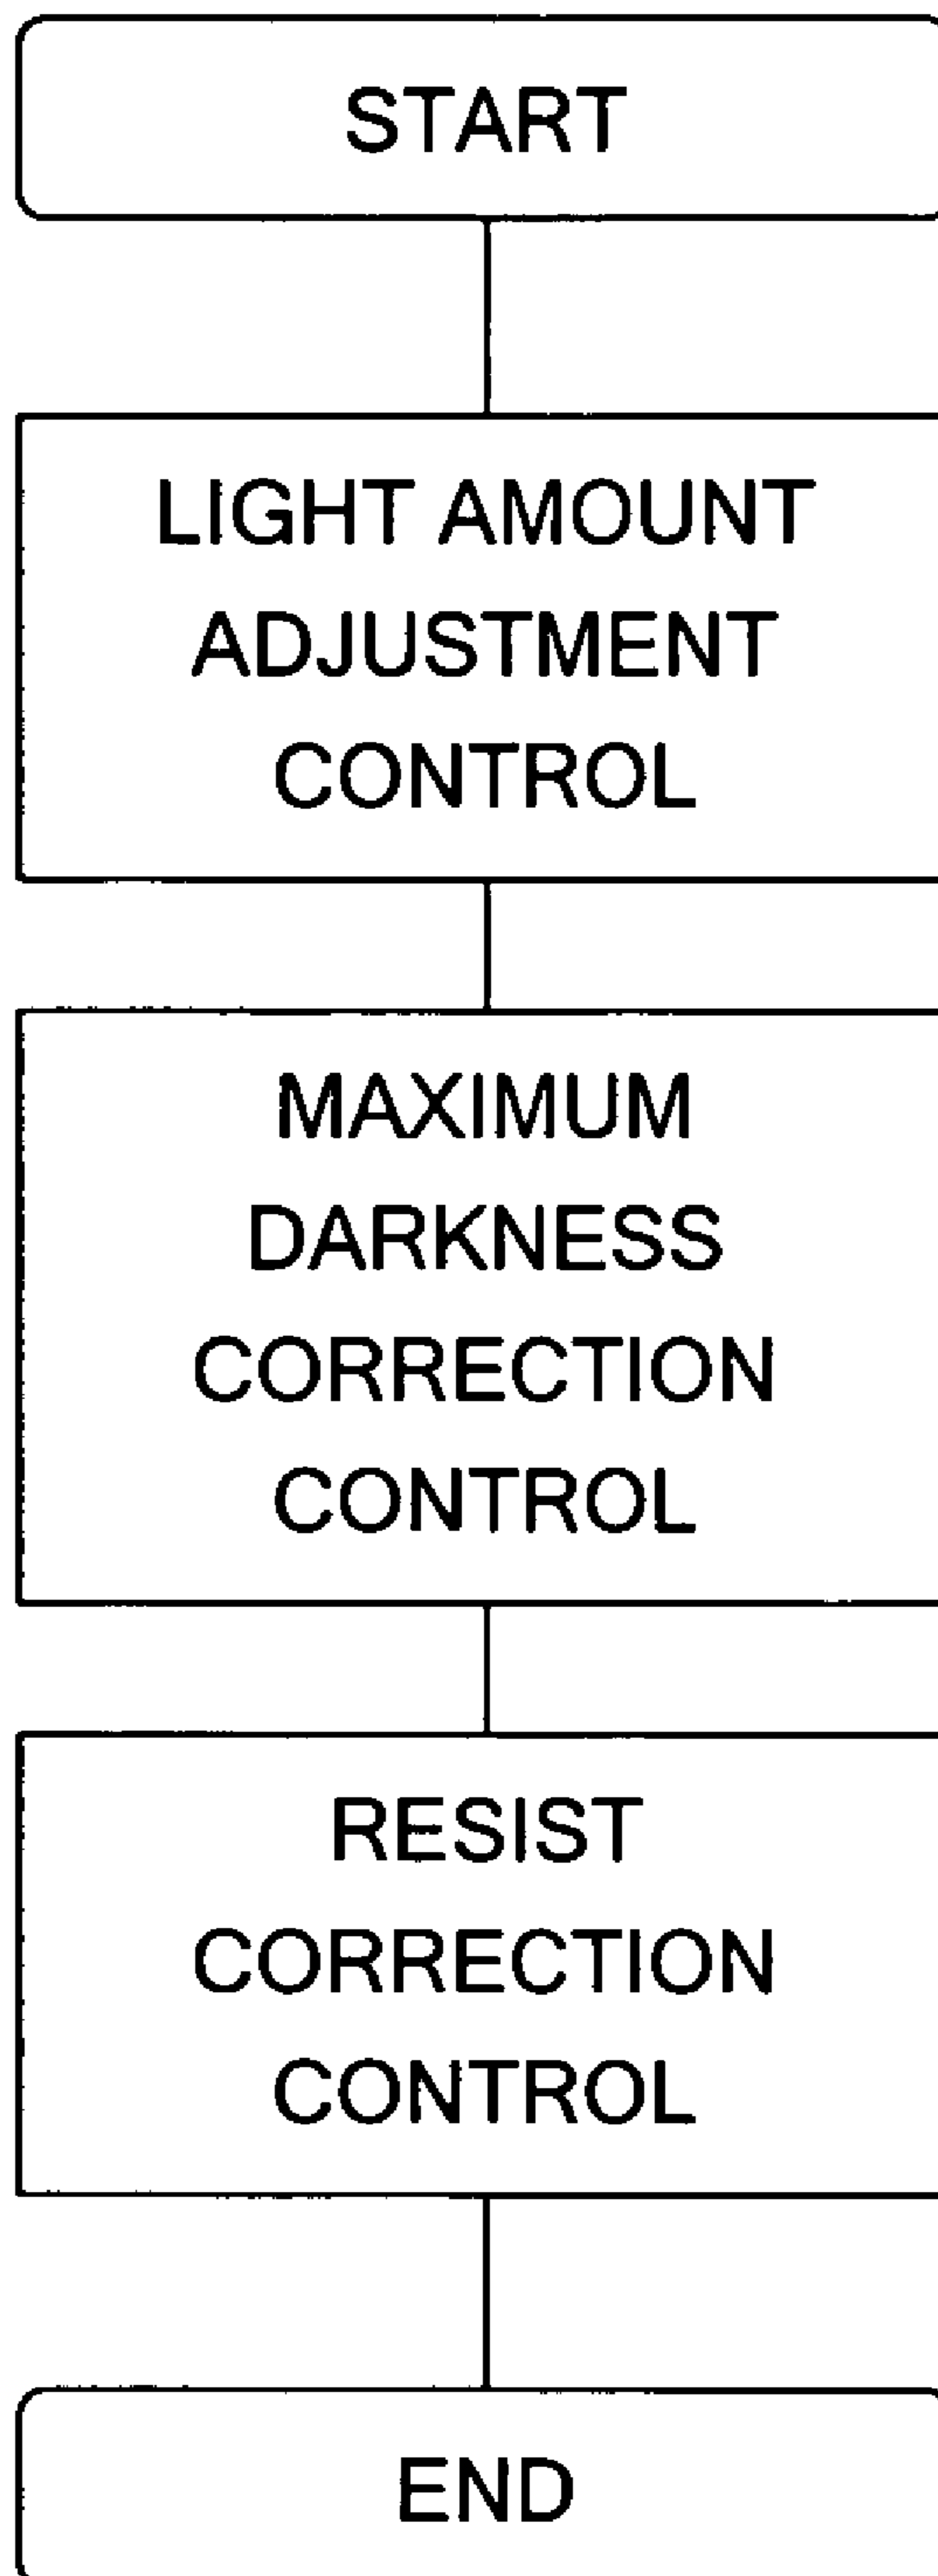 START
LIGHT AMOUNT
ADJUSTMENT
CONTROL
MAXIMUM
DARKNESS
CORRECTION
CONTROL
RESIST
CORRECTION
CONTROL
END